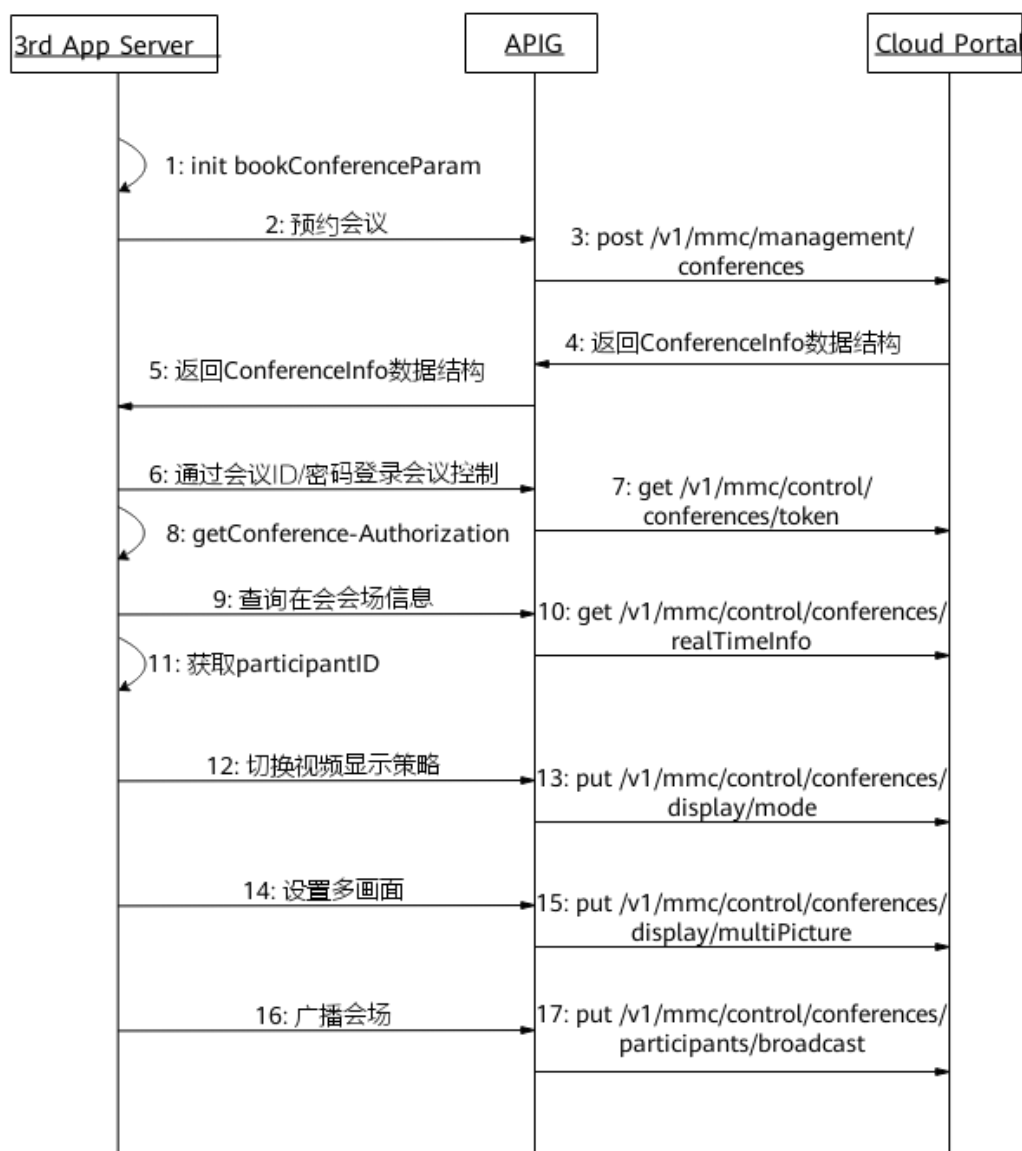 3rd App Server
APIG
Cloud Portal
1: init bookConferenceParam
2: 预约会议
3: post /v1/mmc/management/
conferences
4: 返回ConferenceInfo数据结构
5: 返回ConferenceInfo数据结构
6: 通过会议ID/密码登录会议控制
7: get /v1/mmc/control/
conferences/token
8: getConference-Authorization
9: 查询在会会场信息
10: get /v1/mmc/control/conferences/
realTimeInfo
11: 获取participantID
12: 切换视频显示策略
13: put /v1/mmc/control/conferences/
display/mode
14: 设置多画面
15: put /v1/mmc/control/conferences/
display/multiPicture
16: 广播会场
17: put /v1/mmc/control/conferences/
participants/broadcast